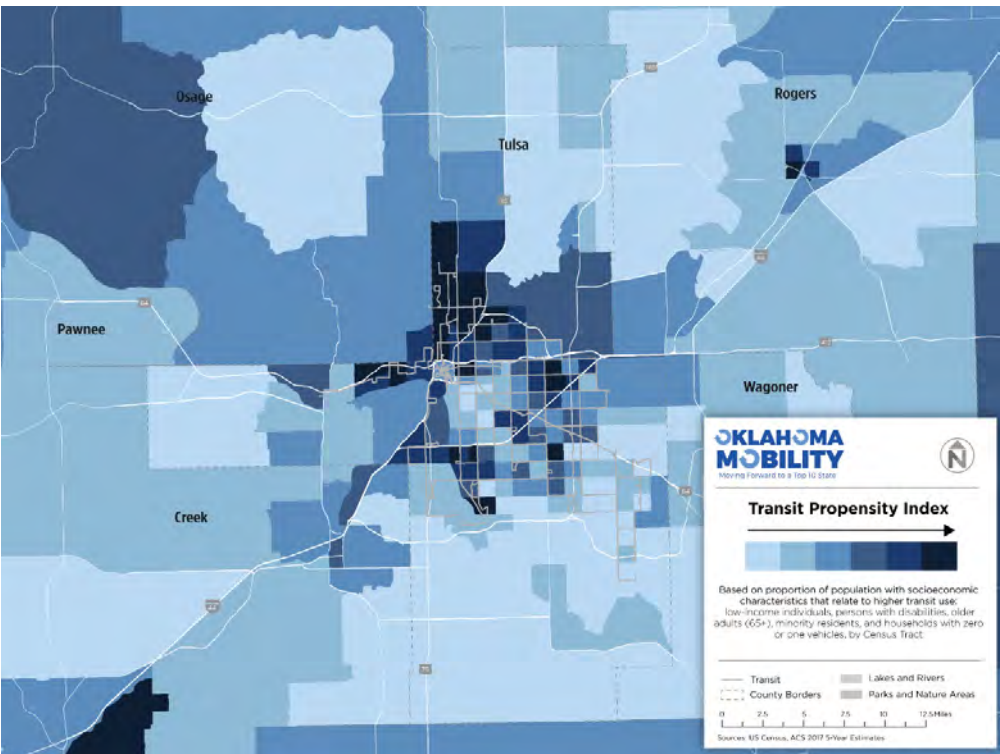 Osage
Rogers
Tulsa
Pawnee
Wagoner
Creek
44
75
OKLAHOMA
MOBILITY
Moving Forward to a Top 10 State
N
Transit Propensity Index
Based on proportion of population with socioeconomic
characteristics that relate to higher transit use:
low-income individuals, persons with disabilities, older
adults (65+), minority residents, and households with zero
or one vehicles, by Census Tract
Transit
Lakes and Rivers
County Borders
Parks and Nature Areas
0 2.5 5 7.5 10 12.5 Miles
Sources: US Census, ACS 2017 5-Year Estimates